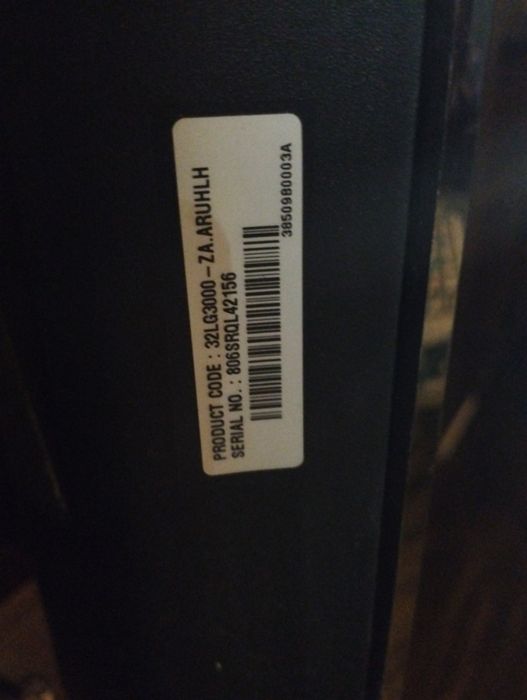 PRODUCT CODE : 32LG3000-ZA.ARUHLH
SERIAL NO. : 806SRQL42156
3850980003A